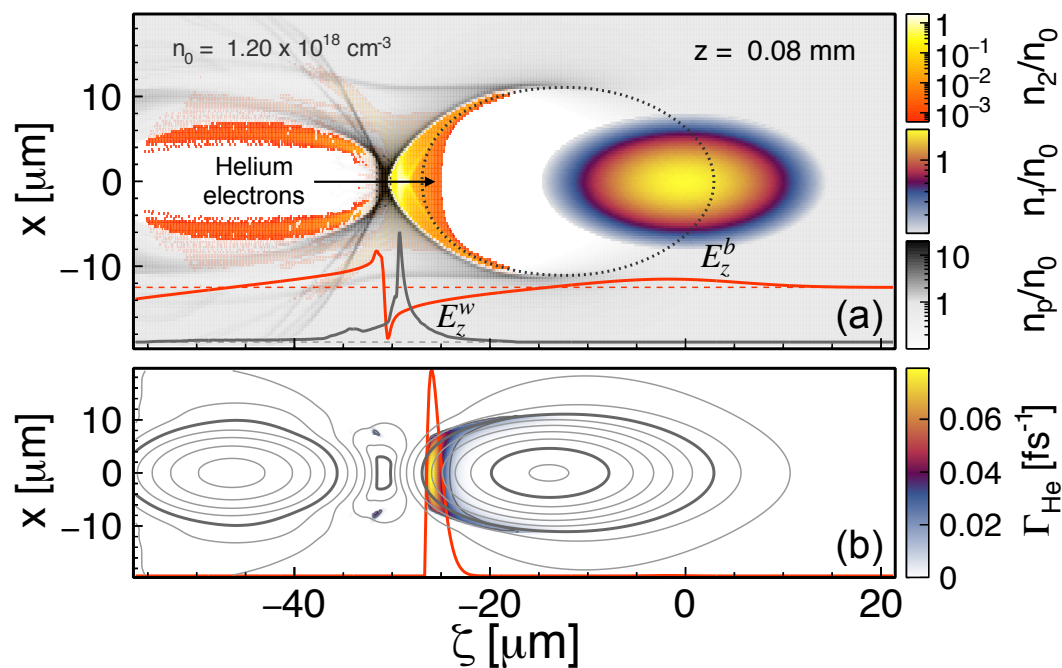 n₀ = 1.20 x 10¹⁸ cm⁻³
z = 0.08 mm
Helium
electrons
E_z^b
E_z^w
(a)
10
0
−10
x [μm]
1
10⁻¹
10⁻²
10⁻³
n₂/n₀
1
n₁/n₀
10
1
n_p/n₀
10
0
−10
x [μm]
(b)
0.06
0.04
0.02
0
Γ_He [fs⁻¹]
−40
−20
0
20
ζ [μm]